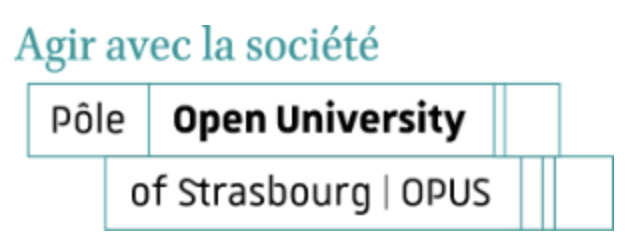 Agir avec la société
Pôle Open University
of Strasbourg | OPUS